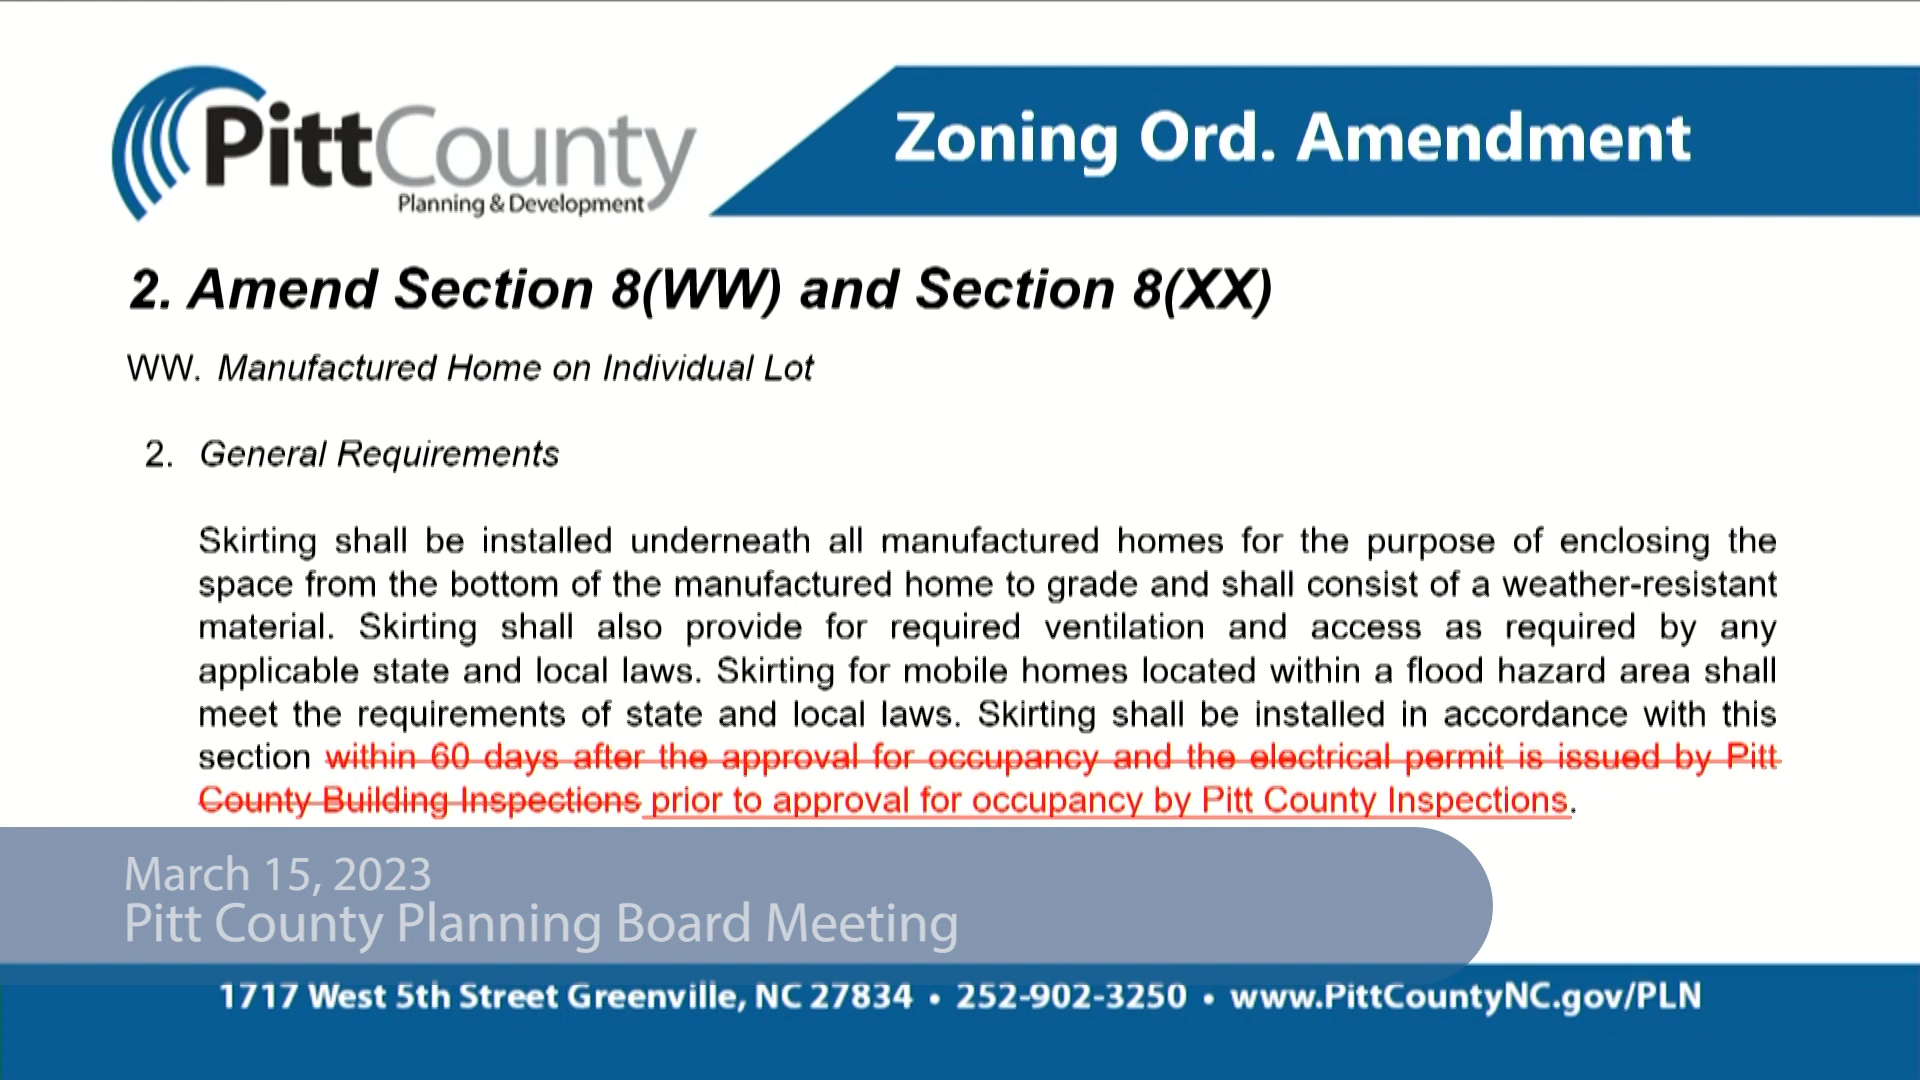 PittCounty
Planning & Development
Zoning Ord. Amendment
2. Amend Section 8(WW) and Section 8(XX)
WW. Manufactured Home on Individual Lot
2. General Requirements
Skirting shall be installed underneath all manufactured homes for the purpose of enclosing the
space from the bottom of the manufactured home to grade and shall consist of a weather-resistant
material. Skirting shall also provide for required ventilation and access as required by any
applicable state and local laws. Skirting for mobile homes located within a flood hazard area shall
meet the requirements of state and local laws. Skirting shall be installed in accordance with this
section within 60 days after the approval for occupancy and the electrical permit is issued by Pitt
County Building Inspections prior to approval for occupancy by Pitt County Inspections.
March 15, 2023
Pitt County Planning Board Meeting
1717 West 5th Street Greenville, NC 27834 • 252-902-3250 • www.PittCountyNC.gov/PLN